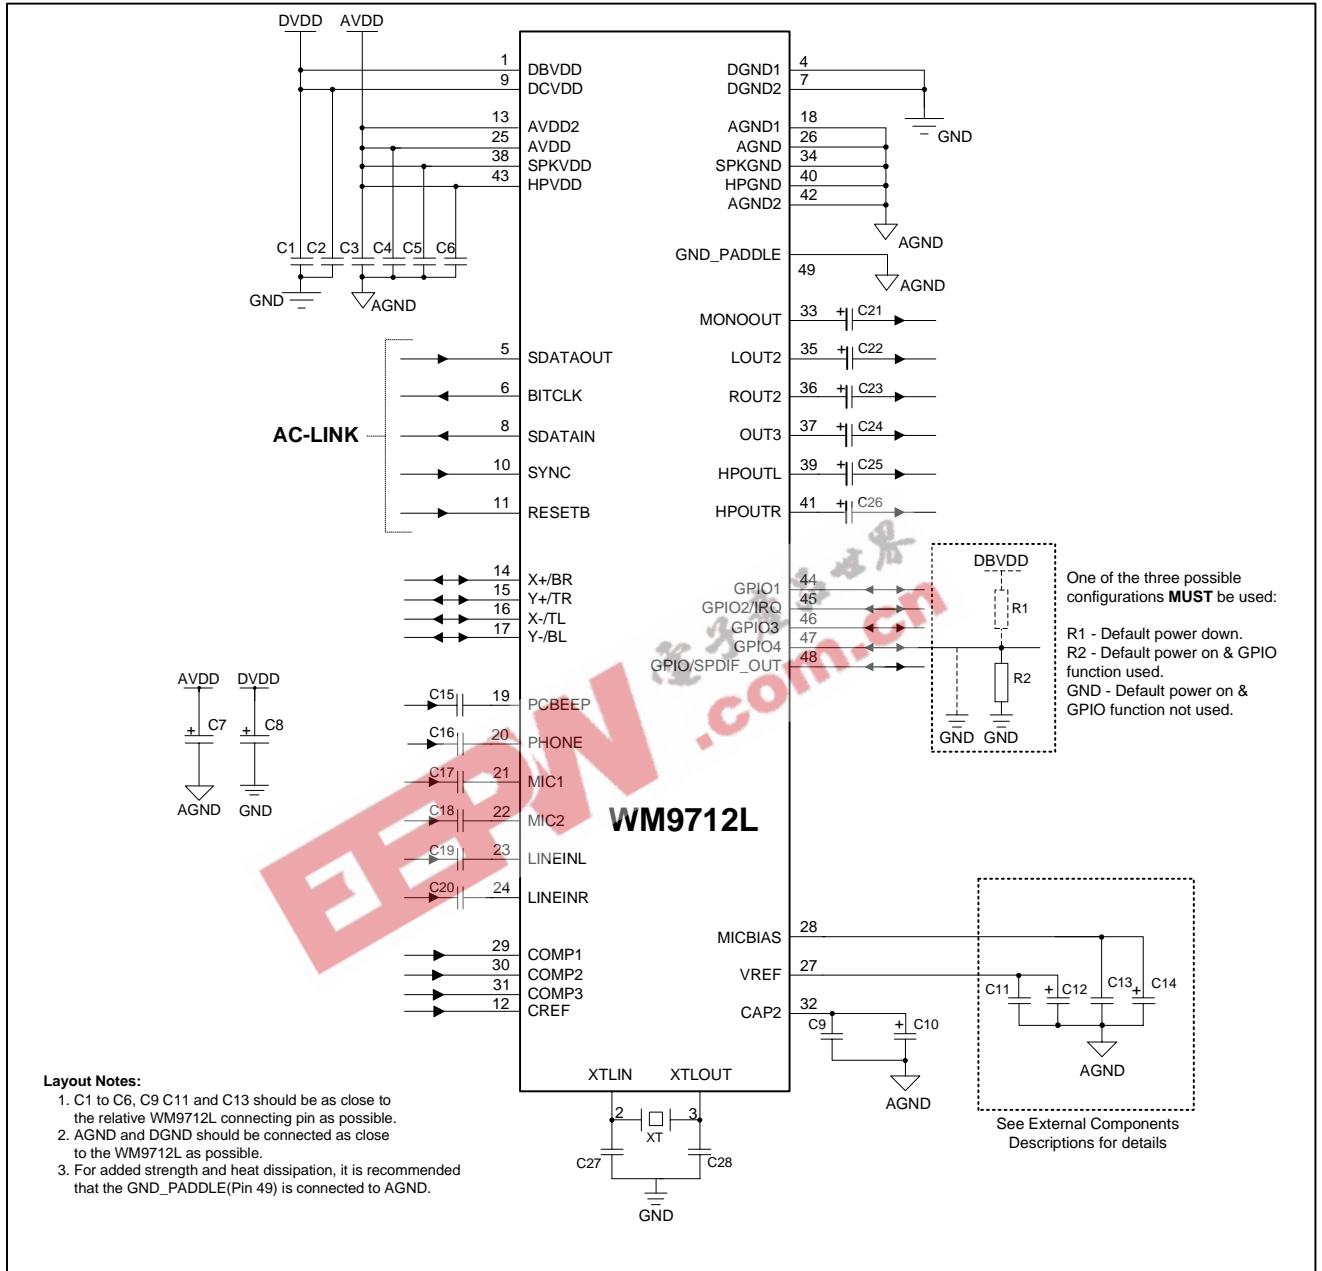 DVDD AVDD
1 DBVDD
9 DCVDD
13 AVDD2
25 AVDD
38 SPKVDD
43 HPVDD
C1 C2 C3 C4 C5 C6
GND AGND
DGND1 4
DGND2 7
GND
AGND1 18
AGND 26
SPKGND 34
HPGND 40
AGND2 42
AGND
GND_PADDLE 49
AGND
MONOOUT 33 + C21
LOUT2 35 + C22
ROUT2 36 + C23
OUT3 37 + C24
HPOUTL 39 + C25
HPOUTR 41 + C26
AC-LINK
5 SDATAOUT
6 BITCLK
8 SDATAIN
10 SYNC
11 RESETB
14 X+/BR
15 Y+/TR
16 X-/TL
17 Y-/BL
GPIO1 44
GPIO2/IRQ 45
GPIO3 46
GPIO4 47
GPIO/SPDIF_OUT 48
DBVDD
R1
R2
GND GND
One of the three possible
configurations MUST be used:
R1 - Default power down.
R2 - Default power on & GPIO
function used.
GND - Default power on &
GPIO function not used.
AVDD DVDD
+ C7 + C8
AGND GND
C15 19 PCBEEP
C16 20 PHONE
C17 21 MIC1
C18 22 MIC2
C19 23 LINEINL
C20 24 LINEINR
WM9712L
29 COMP1
30 COMP2
31 COMP3
12 CREF
MICBIAS 28
VREF 27
CAP2 32
C9 + C10
AGND
C11 + C12 C13 + C14
AGND
See External Components
Descriptions for details
XTLIN XTLOUT
2 XT 3
C27 C28
GND
Layout Notes:
1. C1 to C6, C9 C11 and C13 should be as close to
the relative WM9712L connecting pin as possible.
2. AGND and DGND should be connected as close
to the WM9712L as possible.
3. For added strength and heat dissipation, it is recommended
that the GND_PADDLE(Pin 49) is connected to AGND.
EEPW
.com.cn
电子产品世界